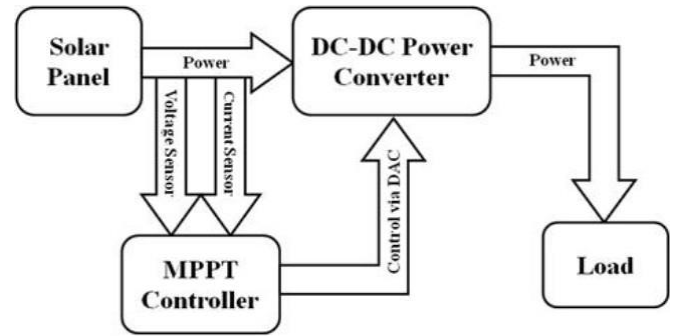 Solar
Panel
Power
DC-DC Power
Converter
Power
Voltage Sensor
Current Sensor
Control via DAC
MPPT
Controller
Load